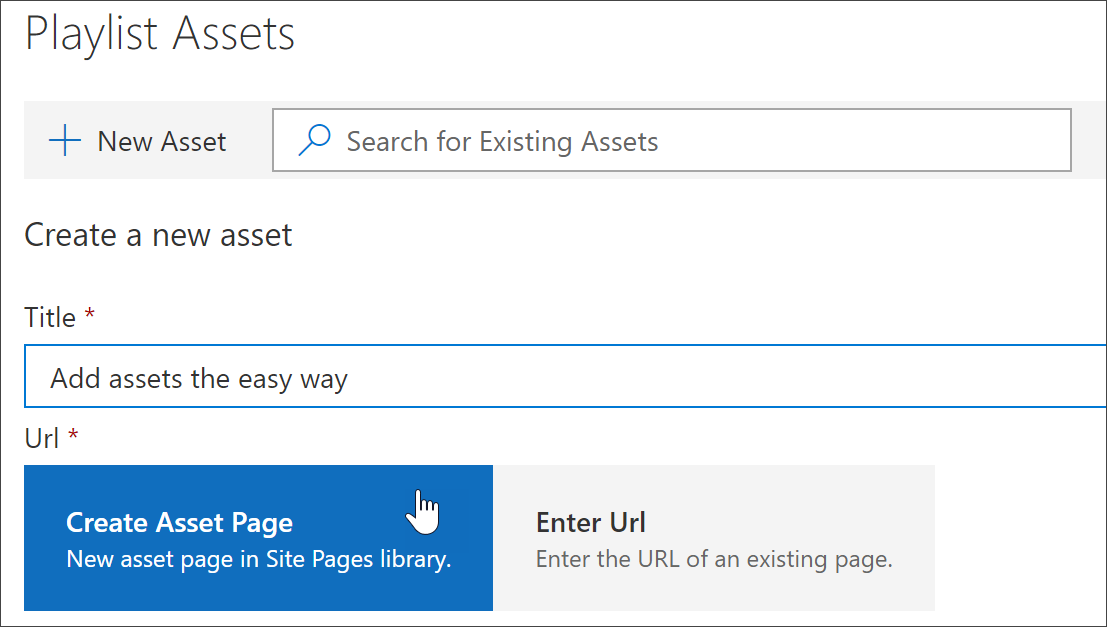 Playlist Assets
New Asset
Search for Existing Assets
Create a new asset
Title *
Add assets the easy way
Url *
Create Asset Page
New asset page in Site Pages library.
Enter Url
Enter the URL of an existing page.